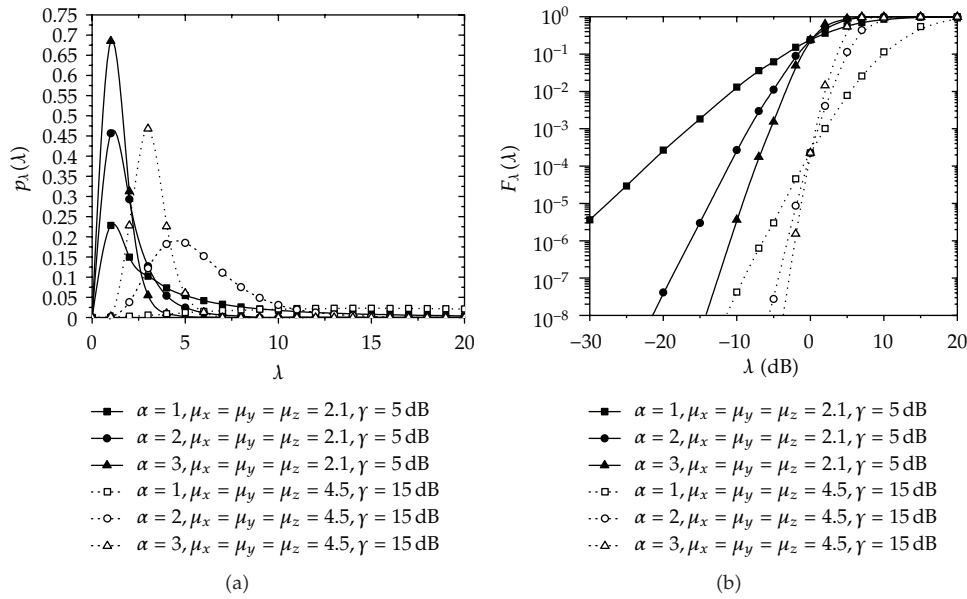 0.75
0.7
0.65
0.6
0.55
0.5
0.45
0.4
0.35
0.3
0.25
0.2
0.15
0.1
0.05
0
p_λ(λ)
0 5 10 15 20
λ
α = 1, μ_x = μ_y = μ_z = 2.1, γ = 5 dB
α = 2, μ_x = μ_y = μ_z = 2.1, γ = 5 dB
α = 3, μ_x = μ_y = μ_z = 2.1, γ = 5 dB
α = 1, μ_x = μ_y = μ_z = 4.5, γ = 15 dB
α = 2, μ_x = μ_y = μ_z = 4.5, γ = 15 dB
α = 3, μ_x = μ_y = μ_z = 4.5, γ = 15 dB
(a)
10^0
10^−1
10^−2
10^−3
10^−4
10^−5
10^−6
10^−7
10^−8
F_λ(λ)
−30 −20 −10 0 10 20
λ (dB)
α = 1, μ_x = μ_y = μ_z = 2.1, γ = 5 dB
α = 2, μ_x = μ_y = μ_z = 2.1, γ = 5 dB
α = 3, μ_x = μ_y = μ_z = 2.1, γ = 5 dB
α = 1, μ_x = μ_y = μ_z = 4.5, γ = 15 dB
α = 2, μ_x = μ_y = μ_z = 4.5, γ = 15 dB
α = 3, μ_x = μ_y = μ_z = 4.5, γ = 15 dB
(b)